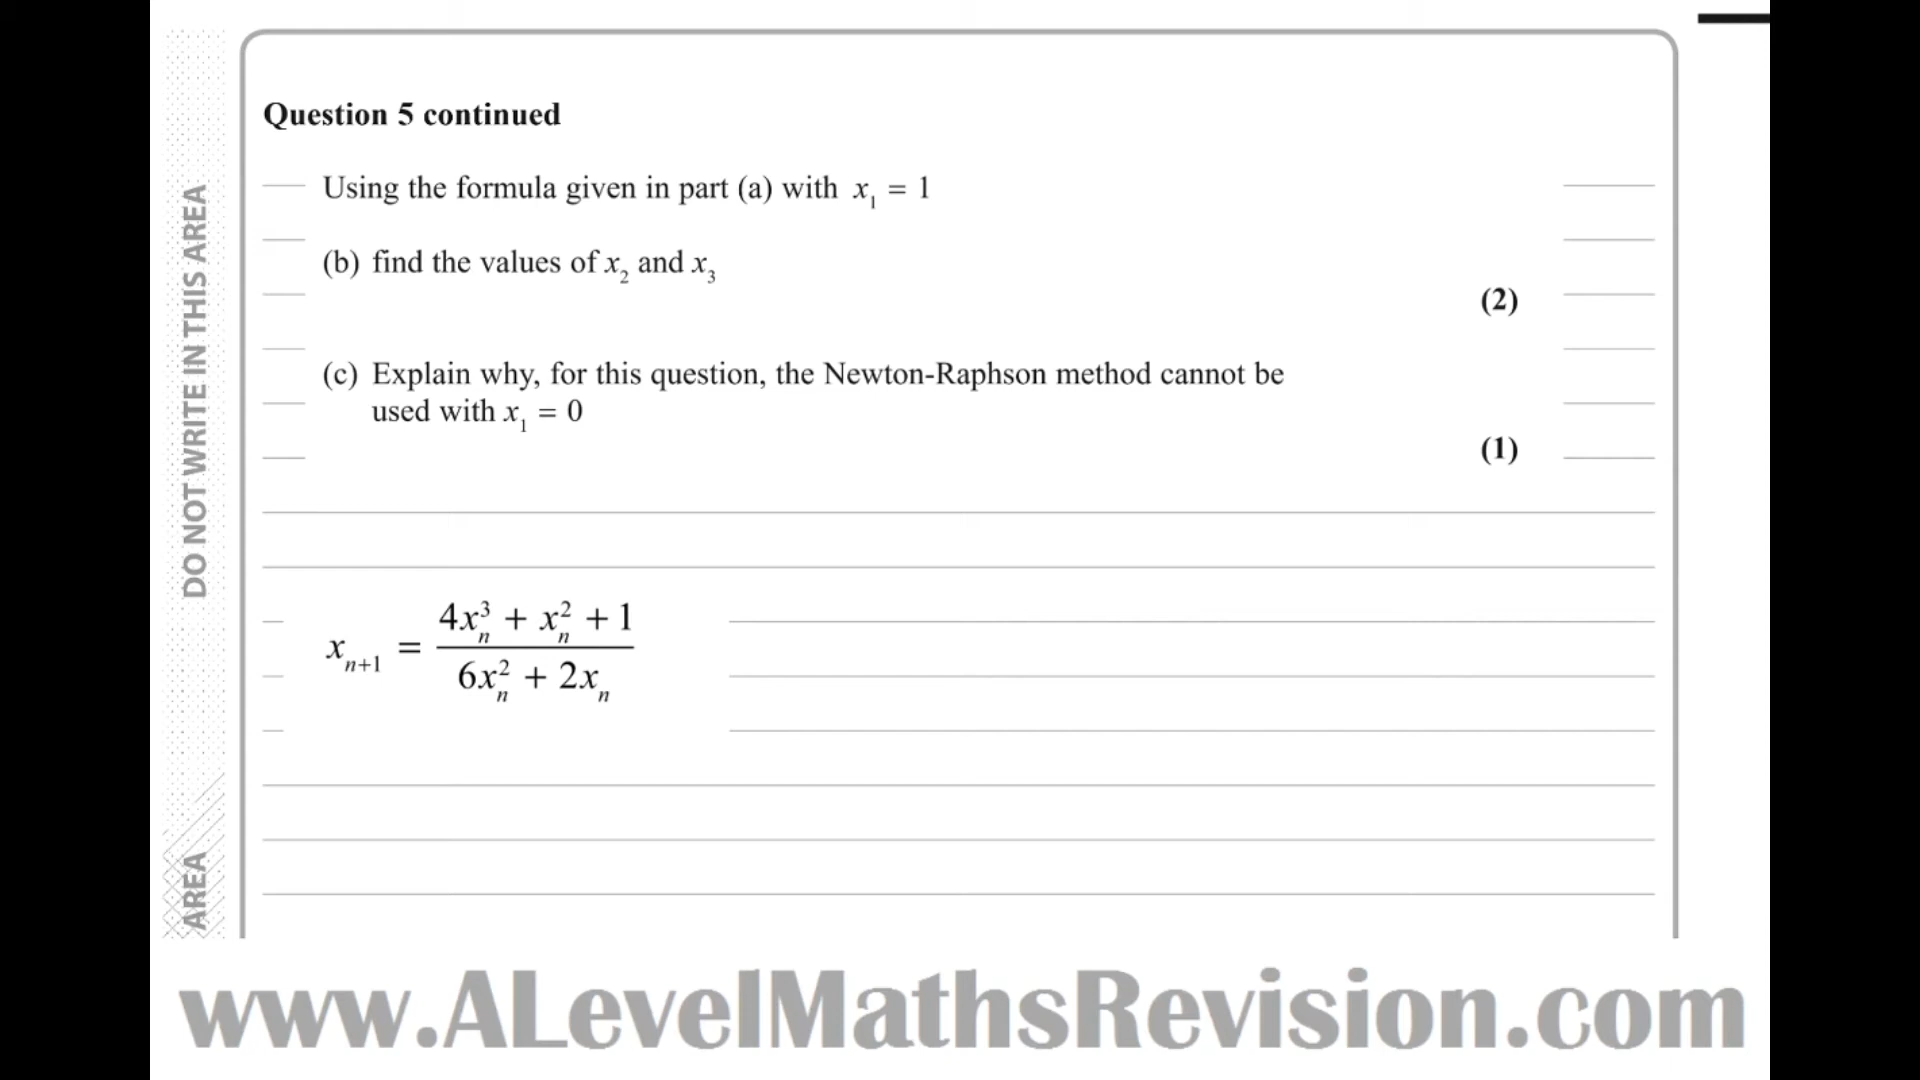 Question 5 continued
Using the formula given in part (a) with x₁ = 1
(b) find the values of x₂ and x₃
(2)
(c) Explain why, for this question, the Newton-Raphson method cannot be
used with x₁ = 0
(1)
xₙ₊₁ = (4xₙ³ + xₙ² + 1) / (6xₙ² + 2xₙ)
DO NOT WRITE IN THIS AREA
AREA
www.ALevelMathsRevision.com